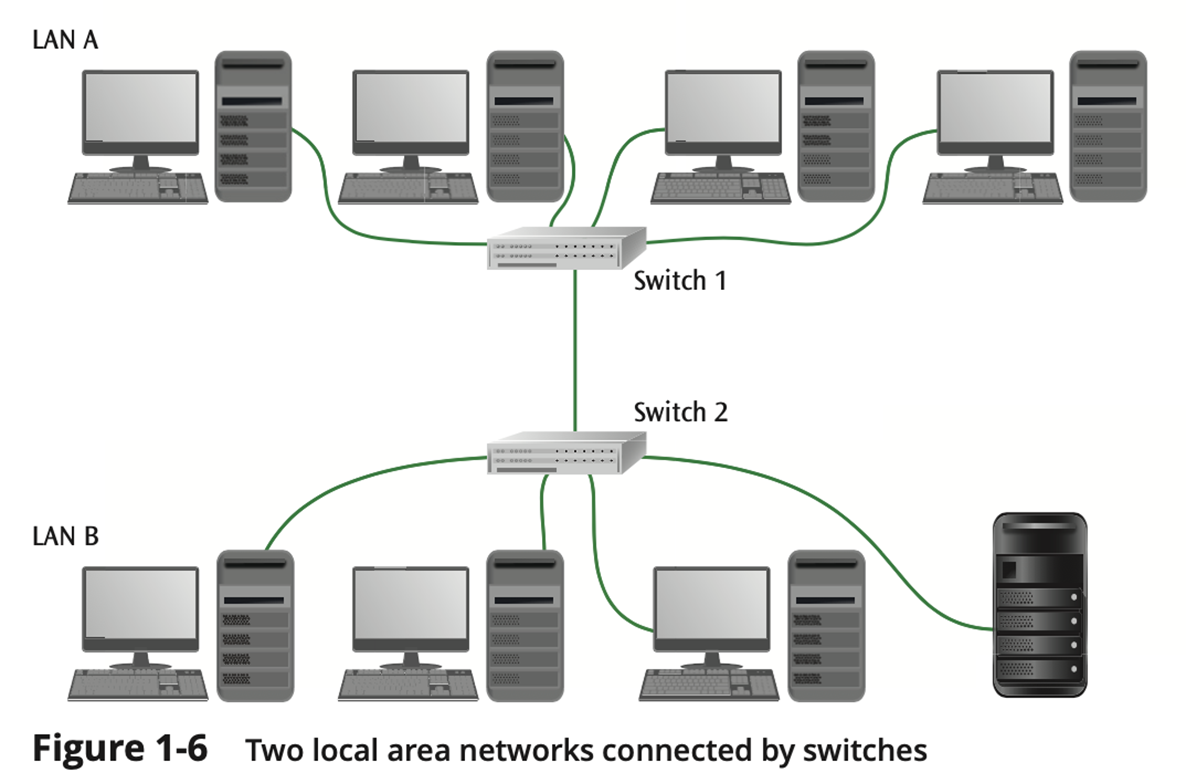 LAN A
Switch 1
Switch 2
LAN B
Figure 1-6 Two local area networks connected by switches